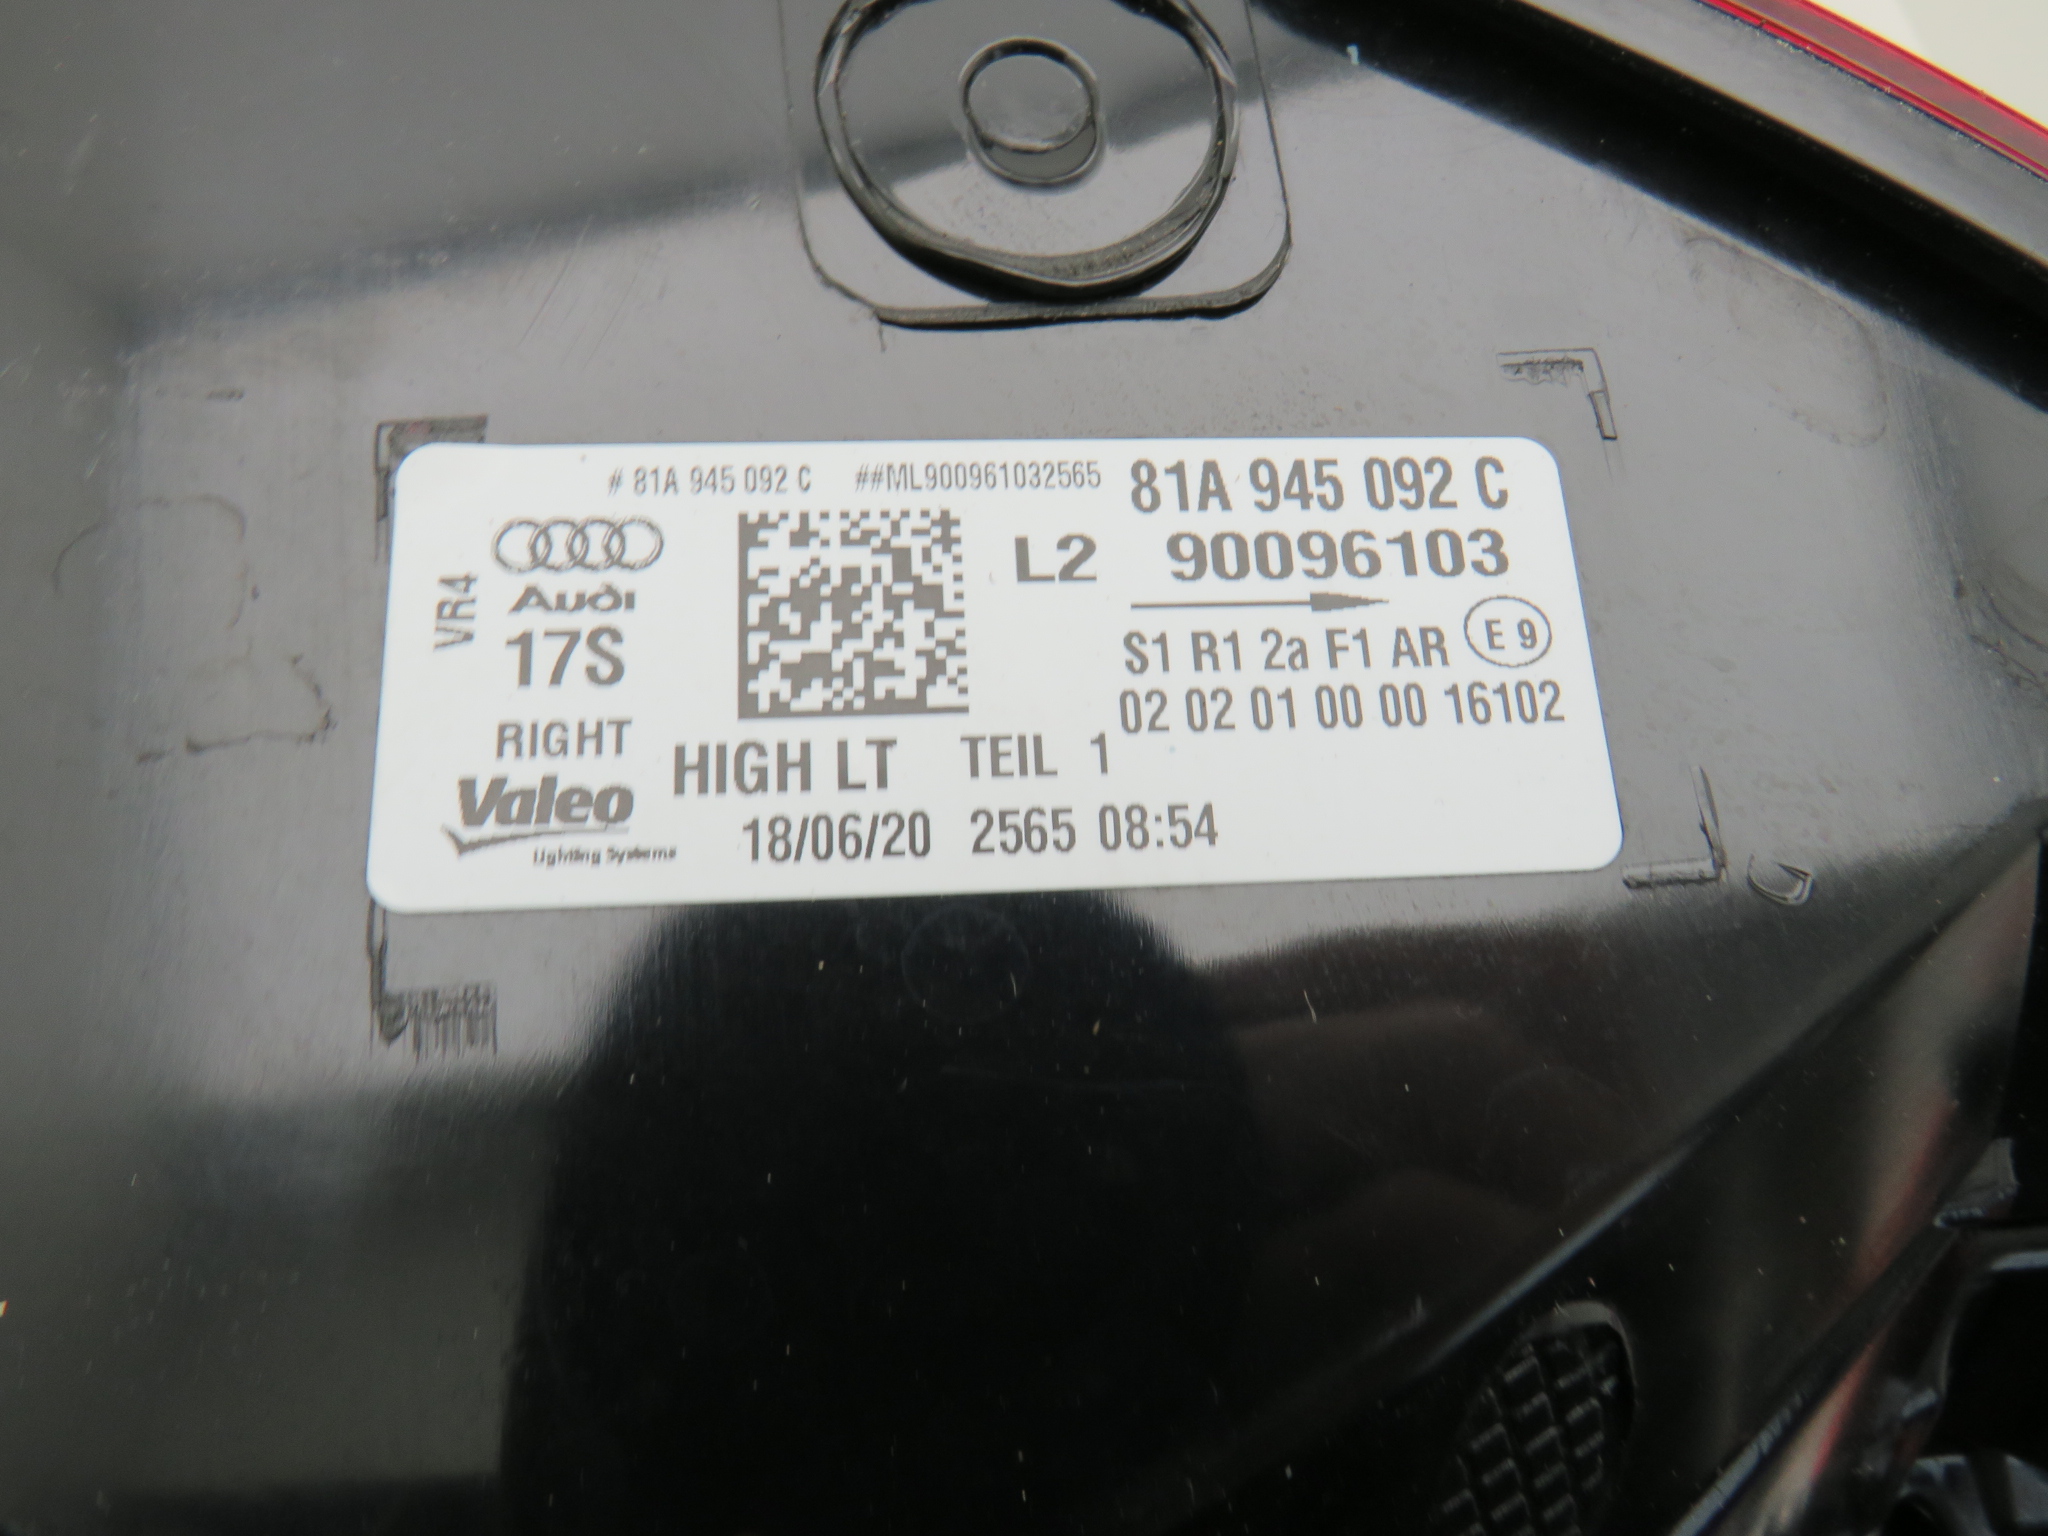 # 81A 945 092 C ##ML900961032565 81A 945 092 C
L2 90096103
VR4
Audi
17S
S1 R1 2a F1 AR E 9
02 02 01 00 00 16102
RIGHT
HIGH LT TEIL 1
Valeo
Lighting Systems
18/06/20 2565 08:54